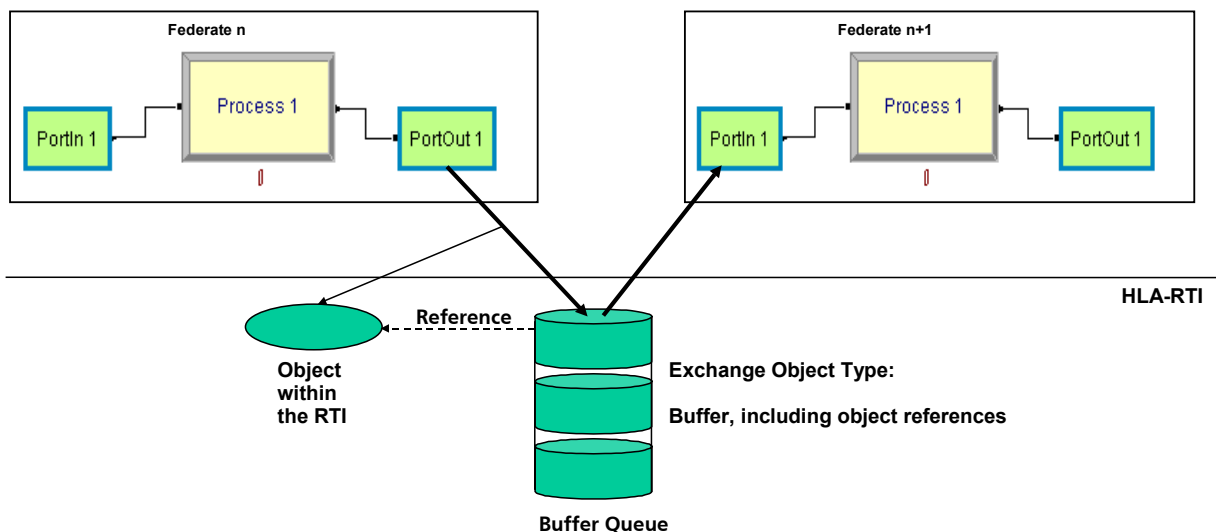 Federate n
Federate n+1
Process 1
PortIn 1
PortOut 1
Process 1
PortIn 1
PortOut 1
HLA-RTI
Reference
Object
within
the RTI
Exchange Object Type:
Buffer, including object references
Buffer Queue